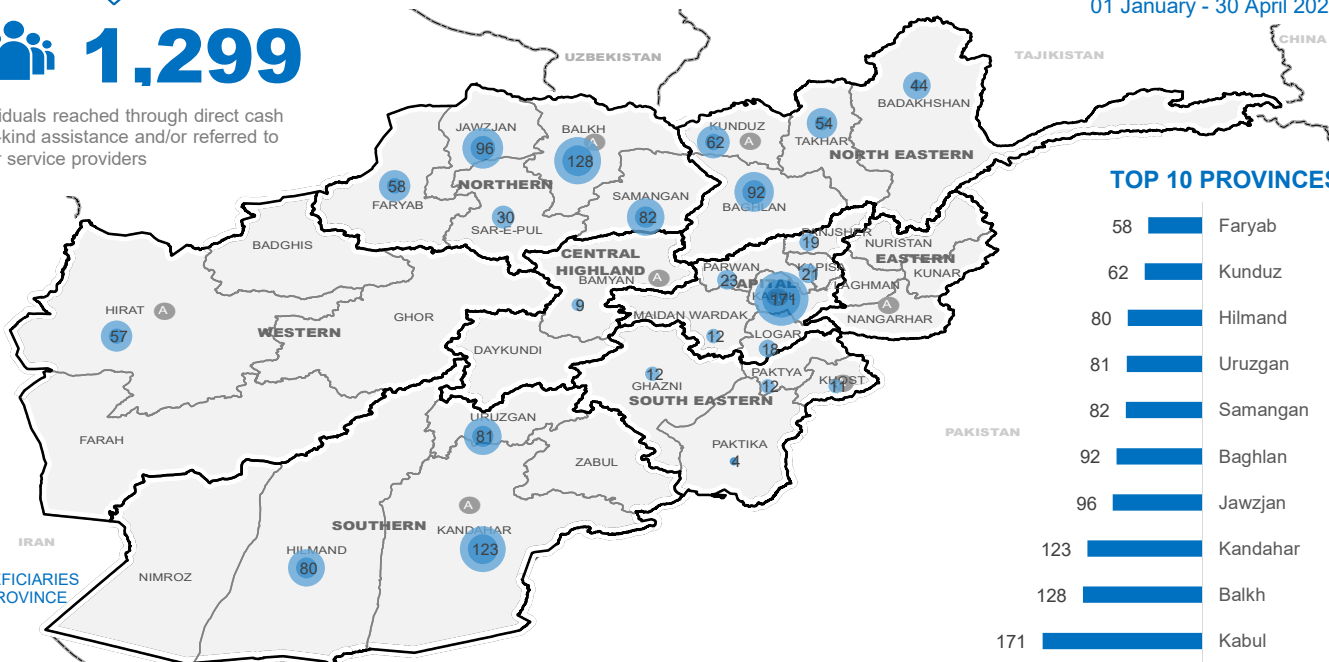 01 January - 30 April 202
1,299
iduals reached through direct cash
-kind assistance and/or referred to
r service providers
UZBEKISTAN
TAJIKISTAN
CHINA
44
BADAKHSHAN
JAWZJAN
96
BALKH
A
128
KUNDUZ
62
A
54
TAKHAR
NORTH EASTERN
58
FARYAB
NORTHERN
30
SAR-E-PUL
SAMANGAN
82
92
BAGHLAN
BADGHIS
CENTRAL
HIGHLAND
BAMYAN
A
9
PANJSHER
19
NURISTAN
EASTERN
KUNAR
LAGHMAN
A
NANGARHAR
PARWAN
23
KAPISA
21
171
HIRAT
A
57
WESTERN
GHOR
MAIDAN WARDAK
12
LOGAR
18
DAYKUNDI
12
GHAZNI
SOUTH EASTERN
PAKTYA
12
KHOST
11
FARAH
URUZGAN
81
ZABUL
PAKTIKA
4
PAKISTAN
A
SOUTHERN
KANDAHAR
123
HILMAND
80
IRAN
NIMROZ
FICIARIES
ROVINCE
TOP 10 PROVINCES
58 Faryab
62 Kunduz
80 Hilmand
81 Uruzgan
82 Samangan
92 Baghlan
96 Jawzjan
123 Kandahar
128 Balkh
171 Kabul